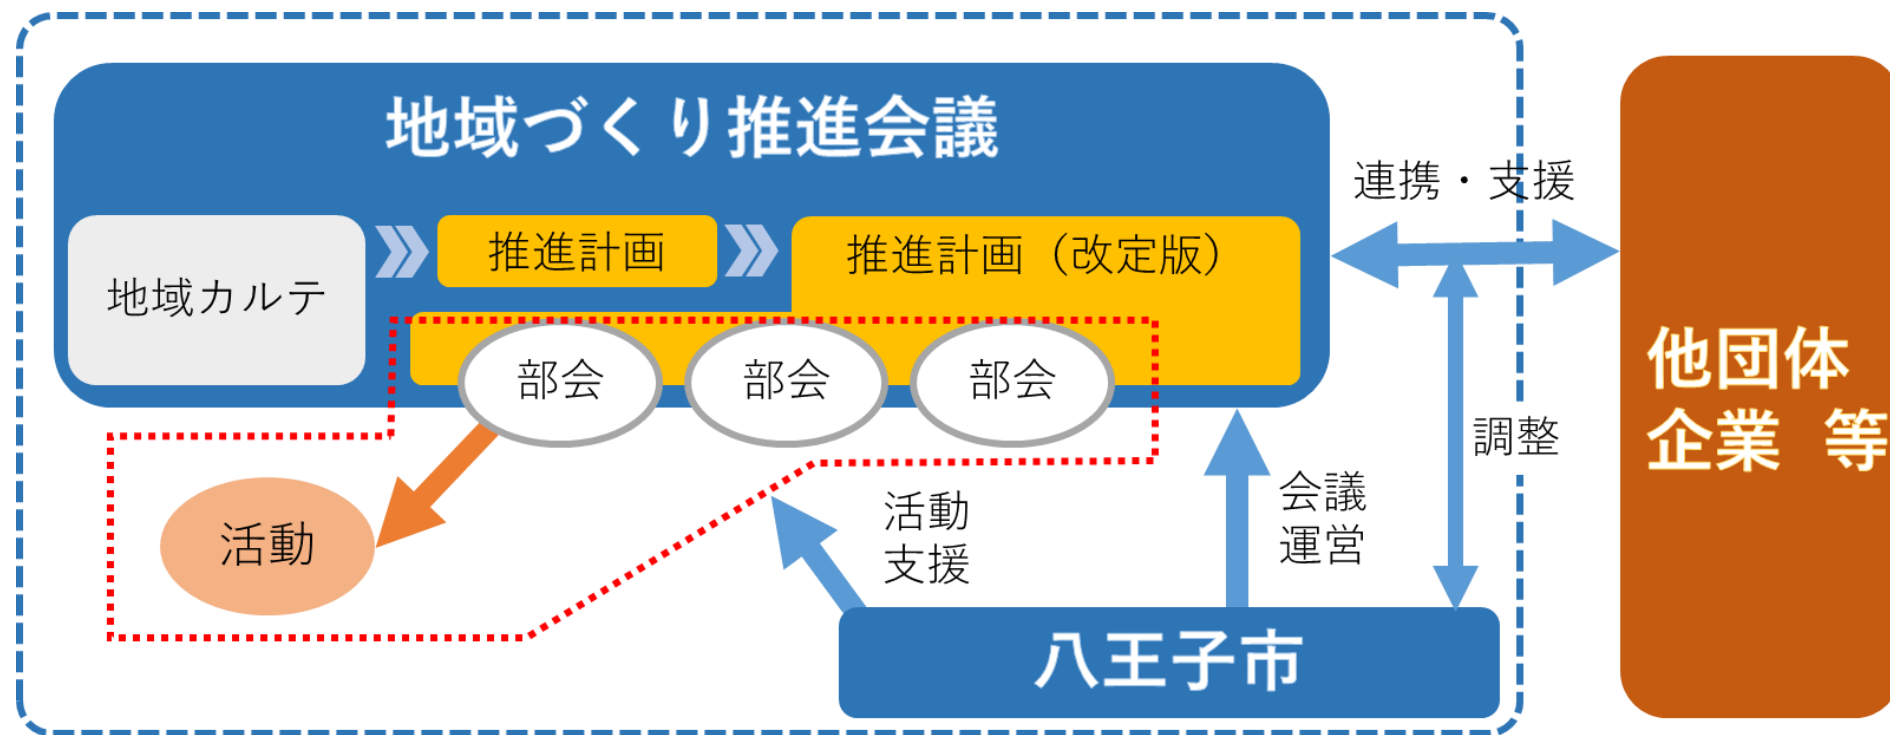 地域づくり推進会議
連携・支援
地域カルテ
推進計画
推進計画（改定版）
部会
部会
部会
他団体
企業 等
調整
活動
活動
支援
会議
運営
八王子市